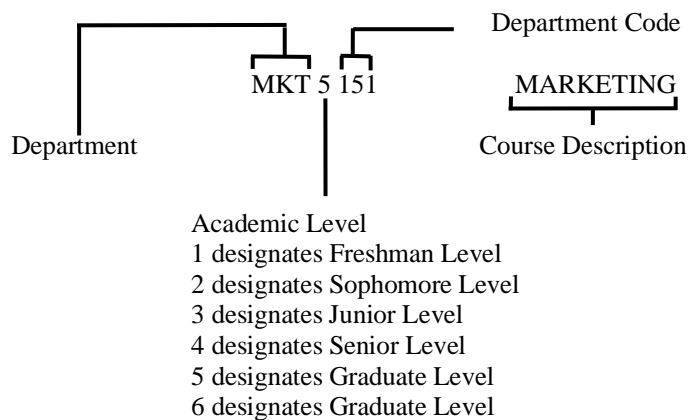 Department Code
MKT 5 151 MARKETING
Department Course Description
Academic Level
1 designates Freshman Level
2 designates Sophomore Level
3 designates Junior Level
4 designates Senior Level
5 designates Graduate Level
6 designates Graduate Level